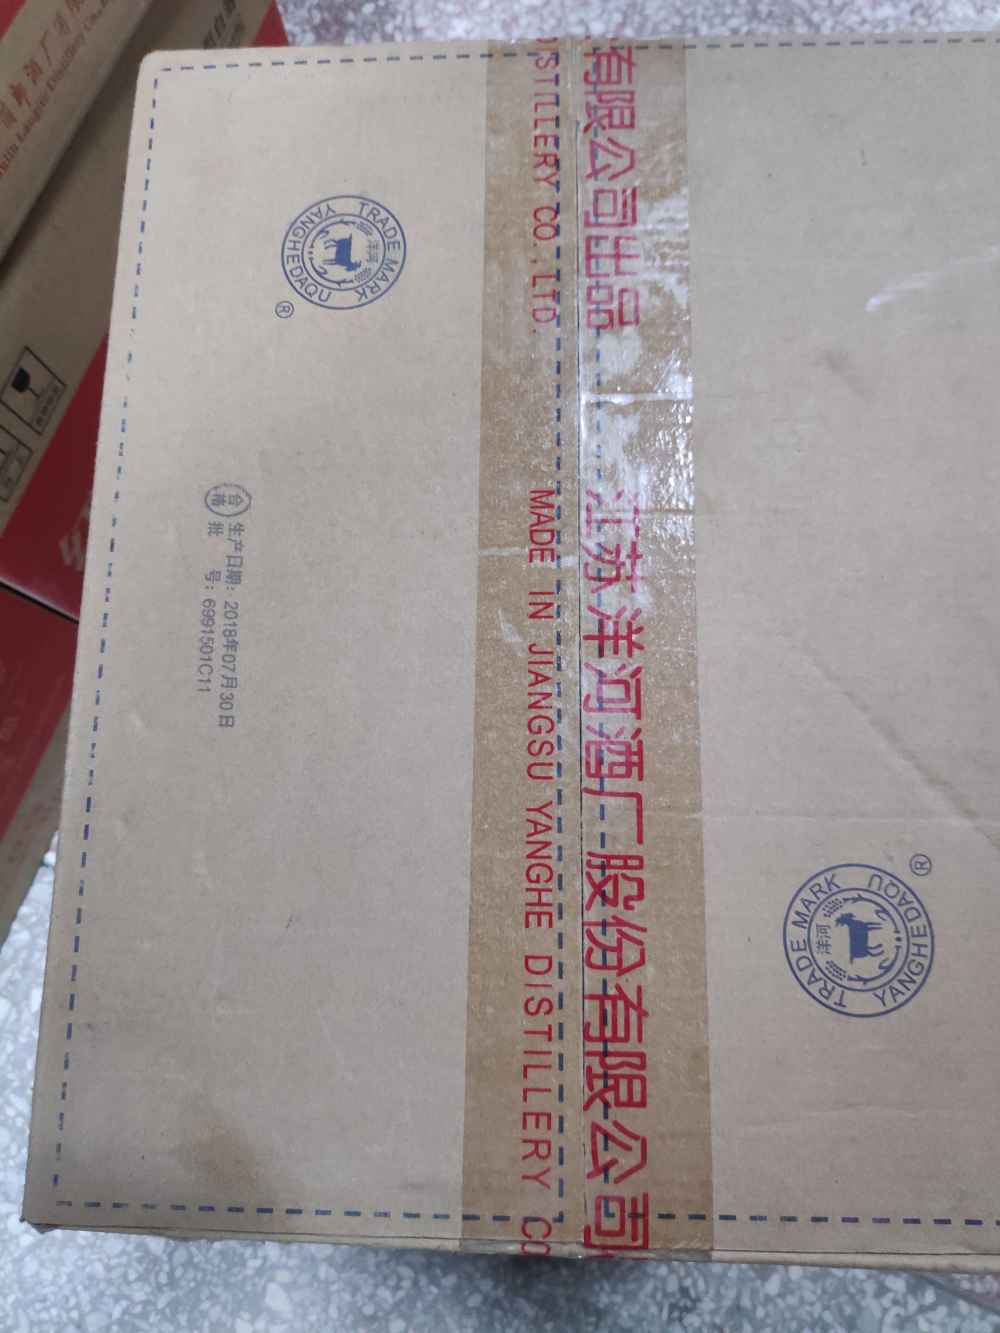 有限公司出品
DISTILLERY CO.,LTD.
江苏洋河酒厂股份有限公司
MADE IN JIANGSU YANGHE DISTILLERY CO
合格
生产日期：2018年07月30日
批 号：6991501C11
TRADE MARK
洋河
YANGHEDAQU
®
TRADE MARK
洋河
YANGHEDAQU
®